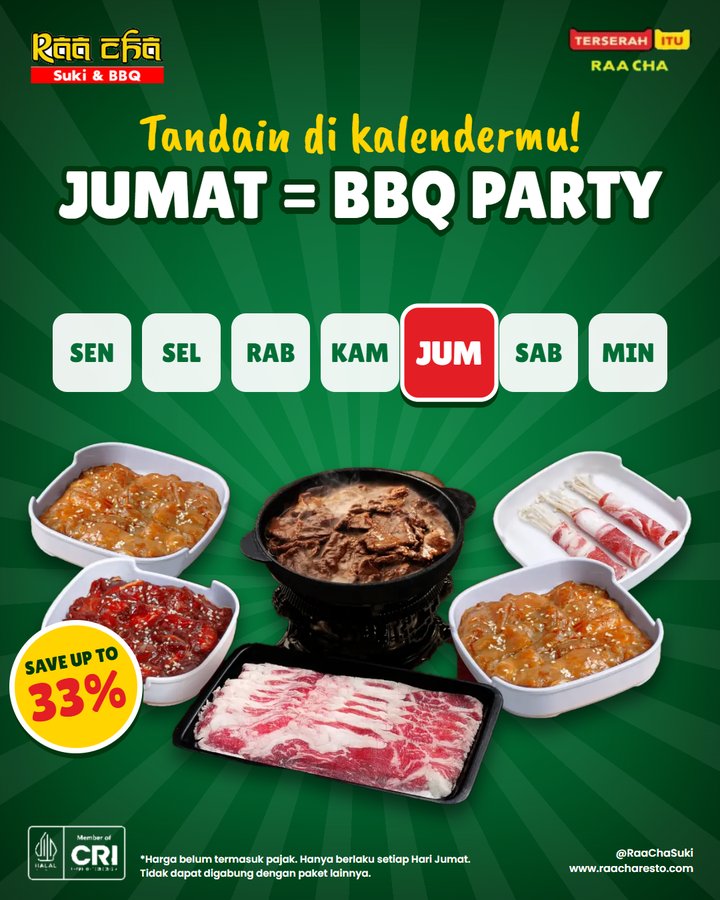 Raa cha
Suki & BBQ
TERSERAH ITU
RAA CHA
Tandain di kalendermu!
JUMAT = BBQ PARTY
SEN SEL RAB KAM JUM SAB MIN
SAVE UP TO
33%
HALAL
Member of
CRI
*Harga belum termasuk pajak. Hanya berlaku setiap Hari Jumat.
Tidak dapat digabung dengan paket lainnya.
@RaaChaSuki
www.raacharesto.com